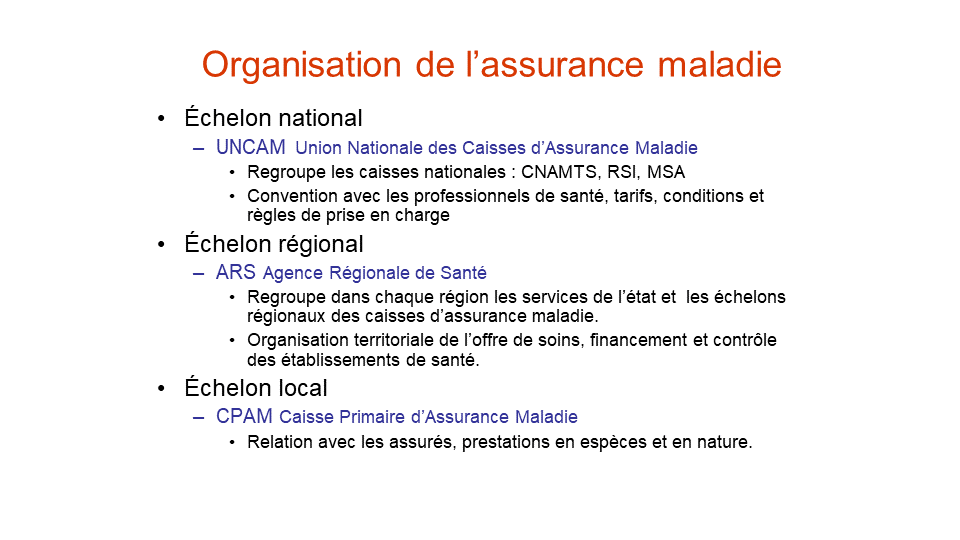 Organisation de l’assurance maladie
• Échelon national
– UNCAM Union Nationale des Caisses d’Assurance Maladie
• Regroupe les caisses nationales : CNAMTS, RSI, MSA
• Convention avec les professionnels de santé, tarifs, conditions et
règles de prise en charge
• Échelon régional
– ARS Agence Régionale de Santé
• Regroupe dans chaque région les services de l’état et  les échelons
régionaux des caisses d’assurance maladie.
• Organisation territoriale de l’offre de soins, financement et contrôle
des établissements de santé.
• Échelon local
– CPAM Caisse Primaire d’Assurance Maladie
• Relation avec les assurés, prestations en espèces et en nature.